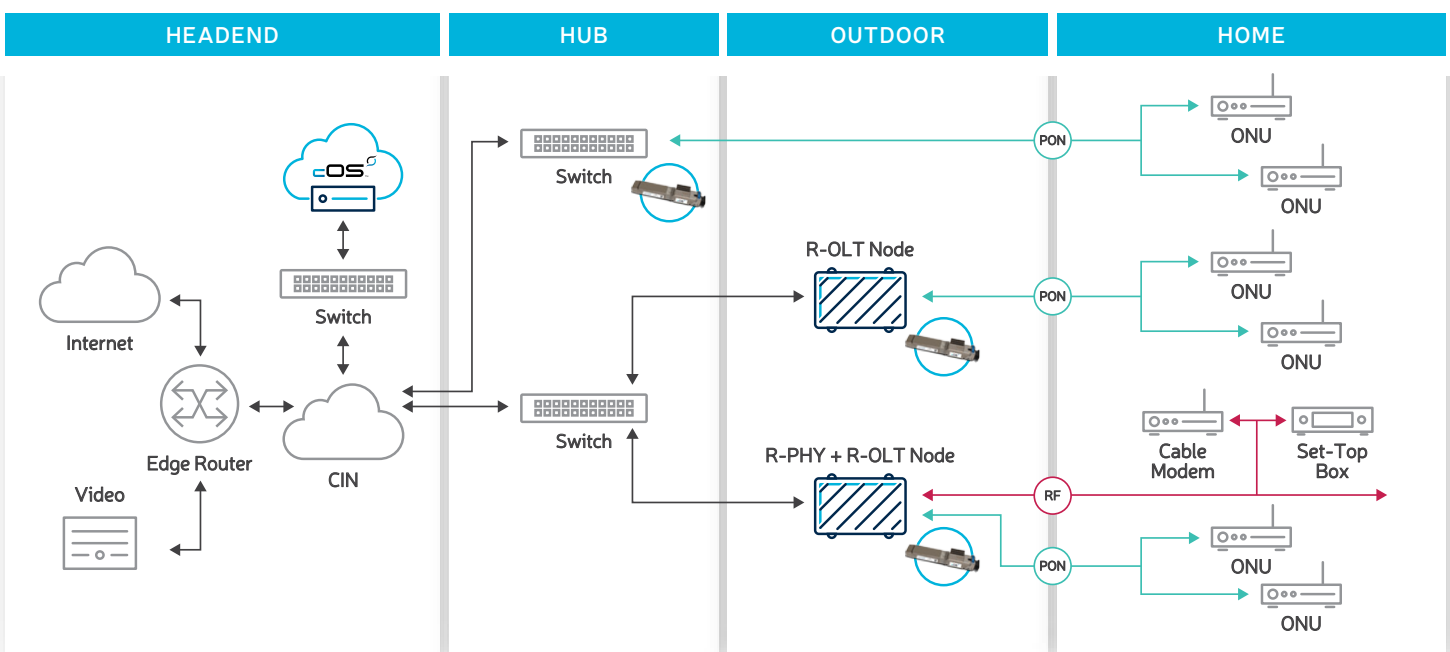 HEADEND
HUB
OUTDOOR
HOME
cOS
Switch
Internet
Edge Router
CIN
Video
Switch
Switch
R-OLT Node
R-PHY + R-OLT Node
PON
ONU
ONU
PON
ONU
ONU
Cable
Modem
Set-Top
Box
RF
PON
ONU
ONU